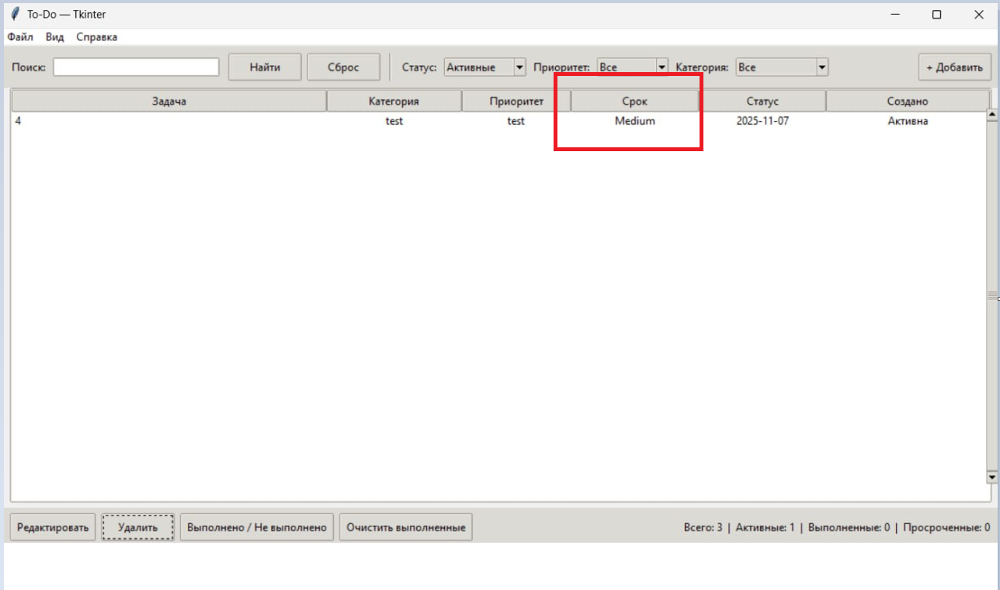 To-Do — Tkinter
Файл Вид Справка
Поиск: Найти Сброс Статус: Активные Приоритет: Все Категория: Все + Добавить
Задача Категория Приоритет Срок Статус Создано
4 test test Medium 2025-11-07 Активна
Редактировать Удалить Выполнено / Не выполнено Очистить выполненные Всего: 3 | Активные: 1 | Выполненные: 0 | Просроченные: 0